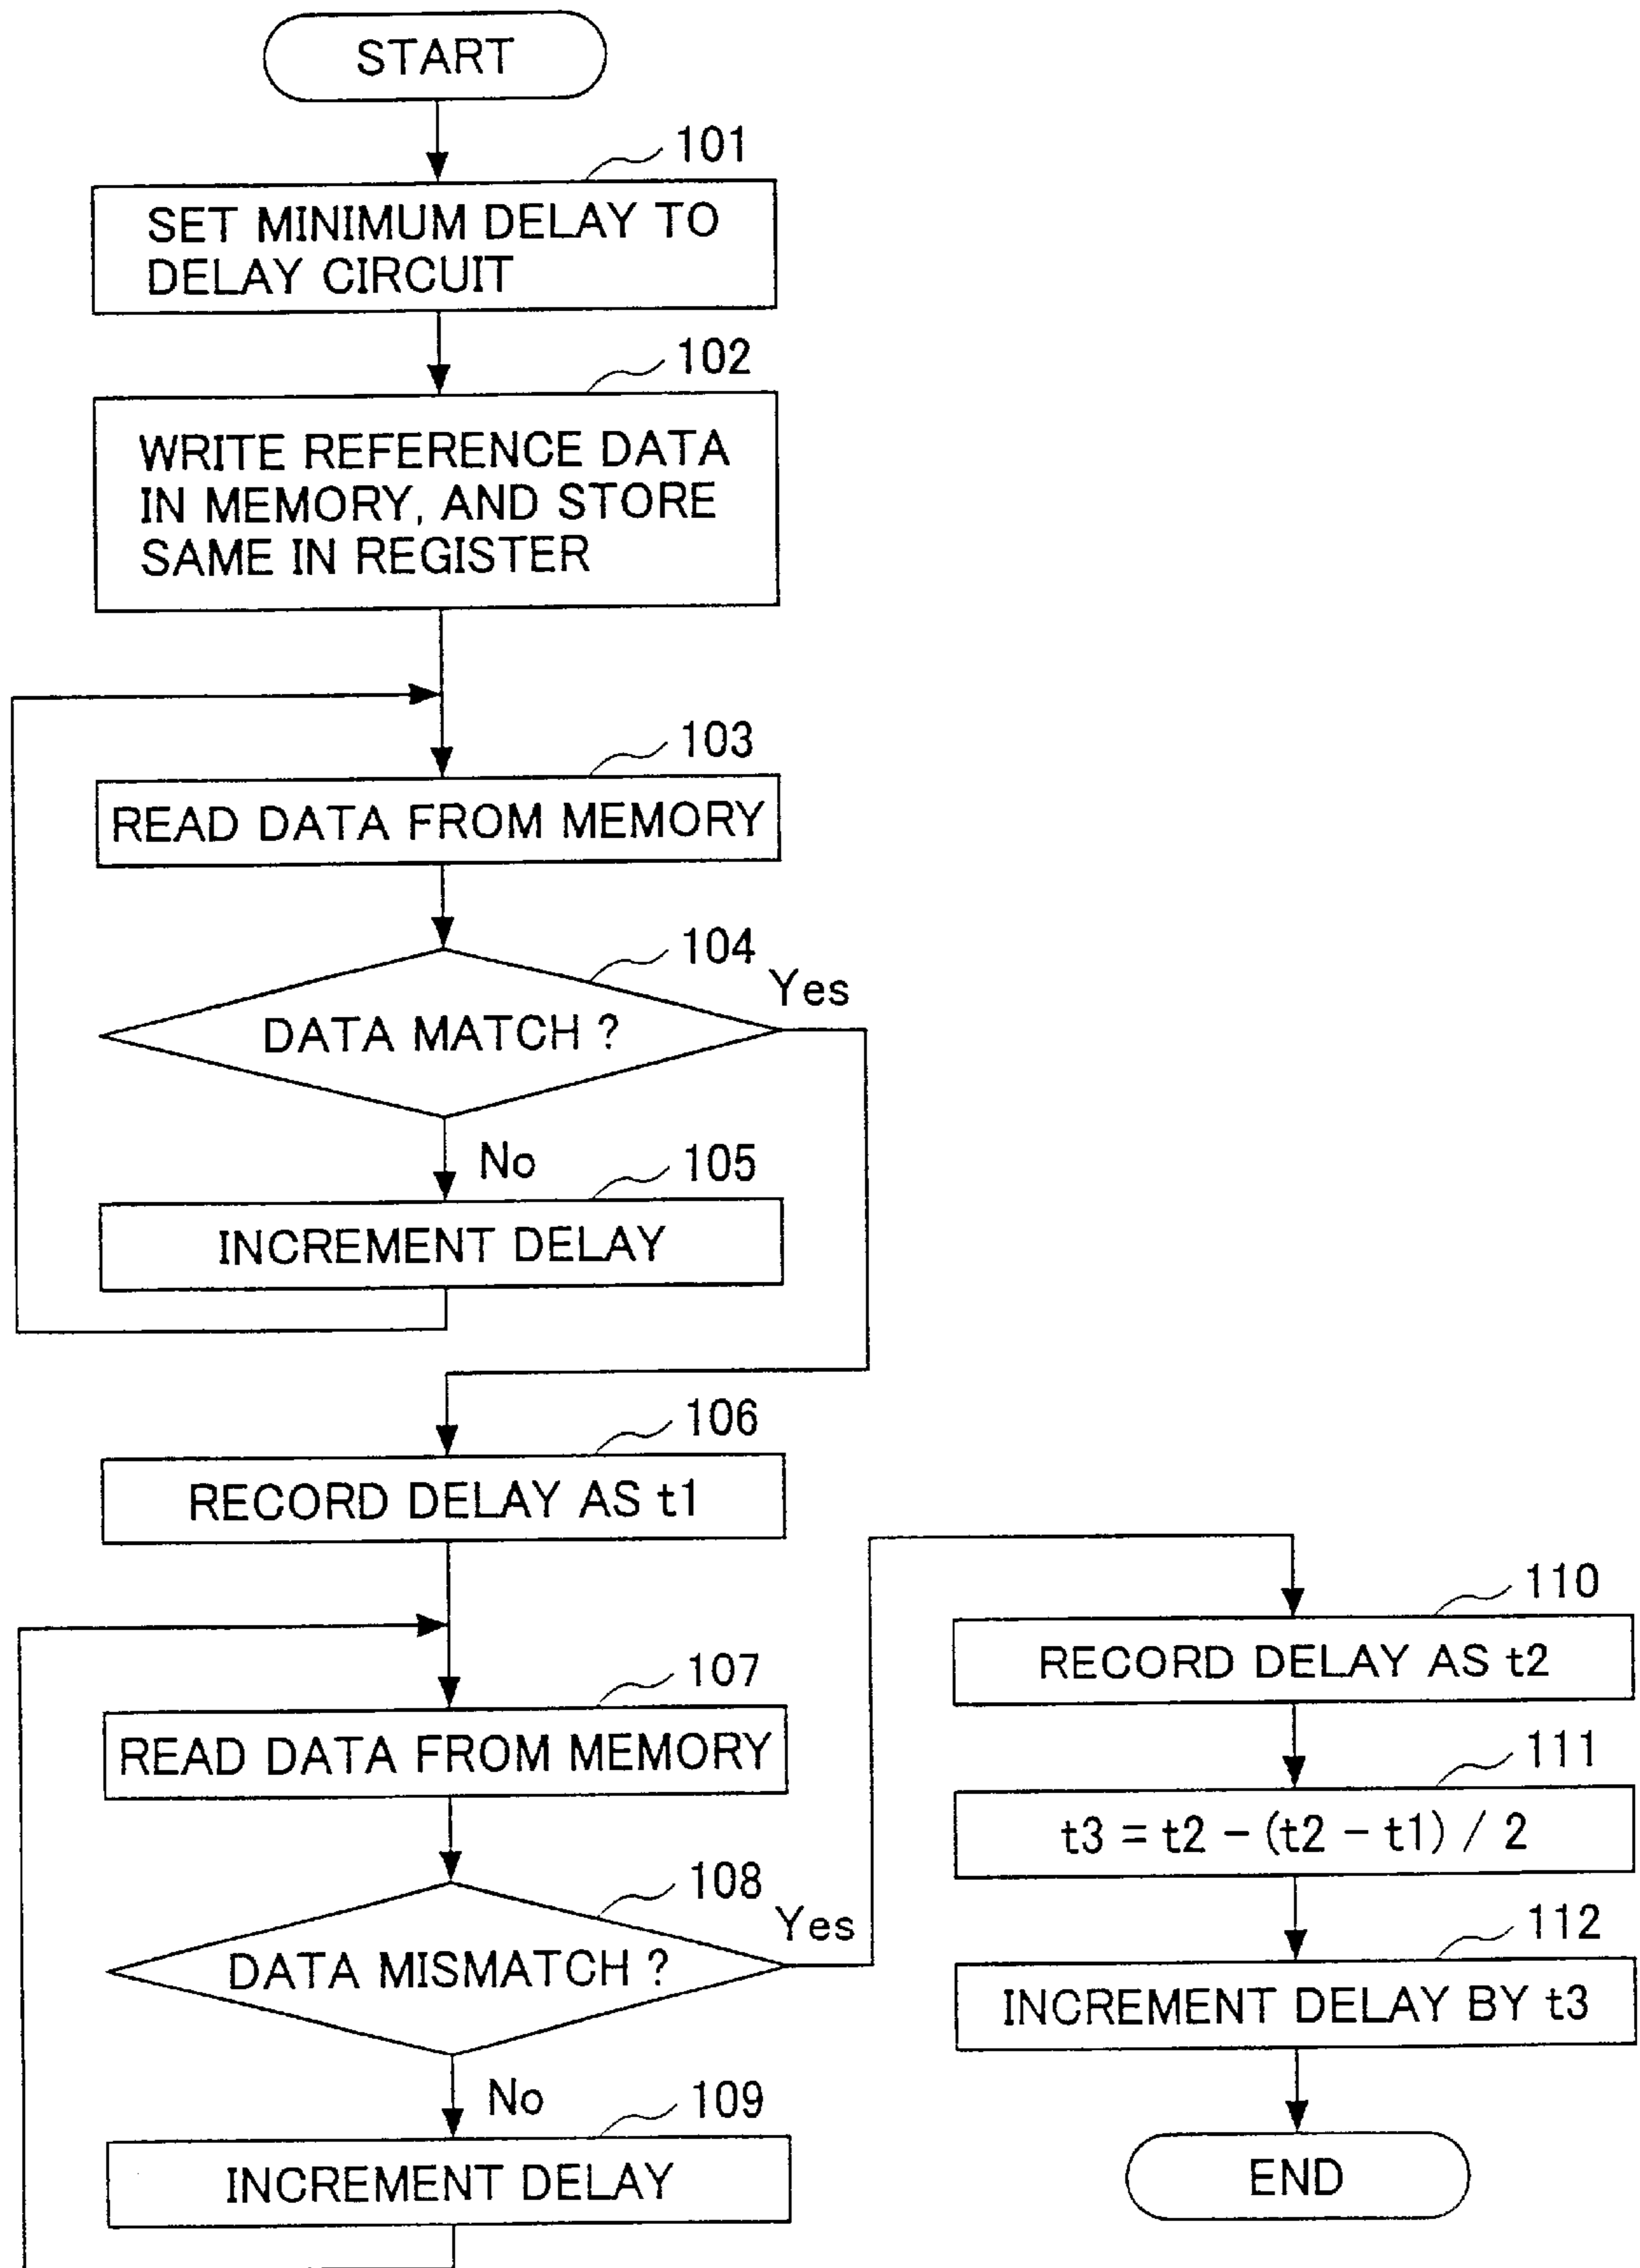 START
101
SET MINIMUM DELAY TO
DELAY CIRCUIT
102
WRITE REFERENCE DATA
IN MEMORY, AND STORE
SAME IN REGISTER
103
READ DATA FROM MEMORY
104
Yes
DATA MATCH ?
No
105
INCREMENT DELAY
106
RECORD DELAY AS t1
107
READ DATA FROM MEMORY
108
Yes
DATA MISMATCH ?
No
109
INCREMENT DELAY
110
RECORD DELAY AS t2
111
t3 = t2 – (t2 – t1) / 2
112
INCREMENT DELAY BY t3
END